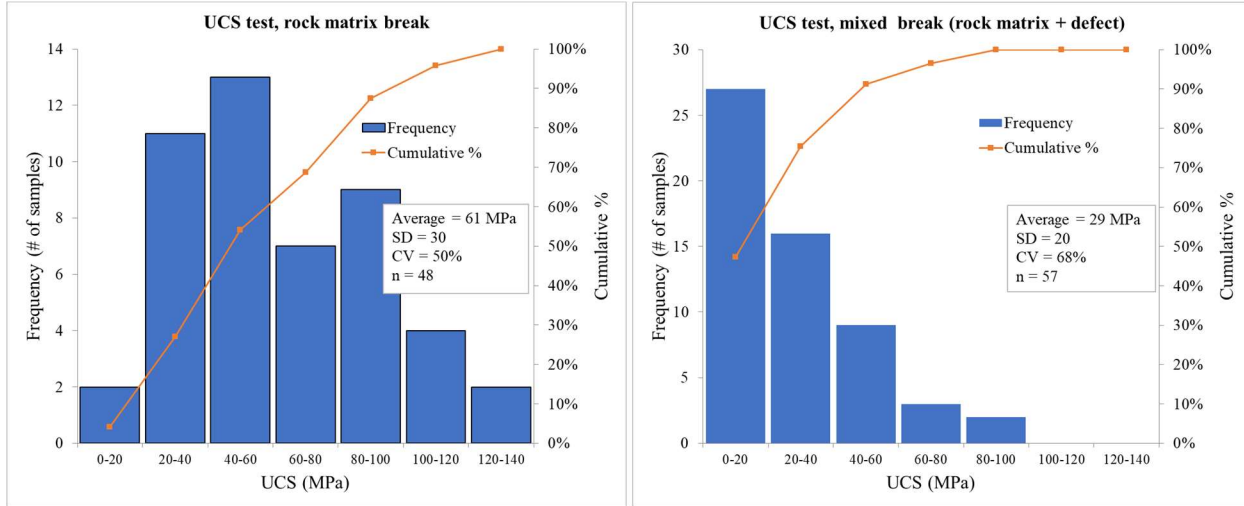 UCS test, rock matrix break
14
12
10
8
6
4
2
0
Frequency (# of samples)
100%
90%
80%
70%
60%
50%
40%
30%
20%
10%
0%
Cumulative %
Frequency
Cumulative %
Average = 61 MPa
SD = 30
CV = 50%
n = 48
0-20 20-40 40-60 60-80 80-100 100-120 120-140
UCS (MPa)
UCS test, mixed break (rock matrix + defect)
30
25
20
15
10
5
0
Frequency (# of samples)
100%
90%
80%
70%
60%
50%
40%
30%
20%
10%
0%
Cumulative %
Frequency
Cumulative %
Average = 29 MPa
SD = 20
CV = 68%
n = 57
0-20 20-40 40-60 60-80 80-100 100-120 120-140
UCS (MPa)